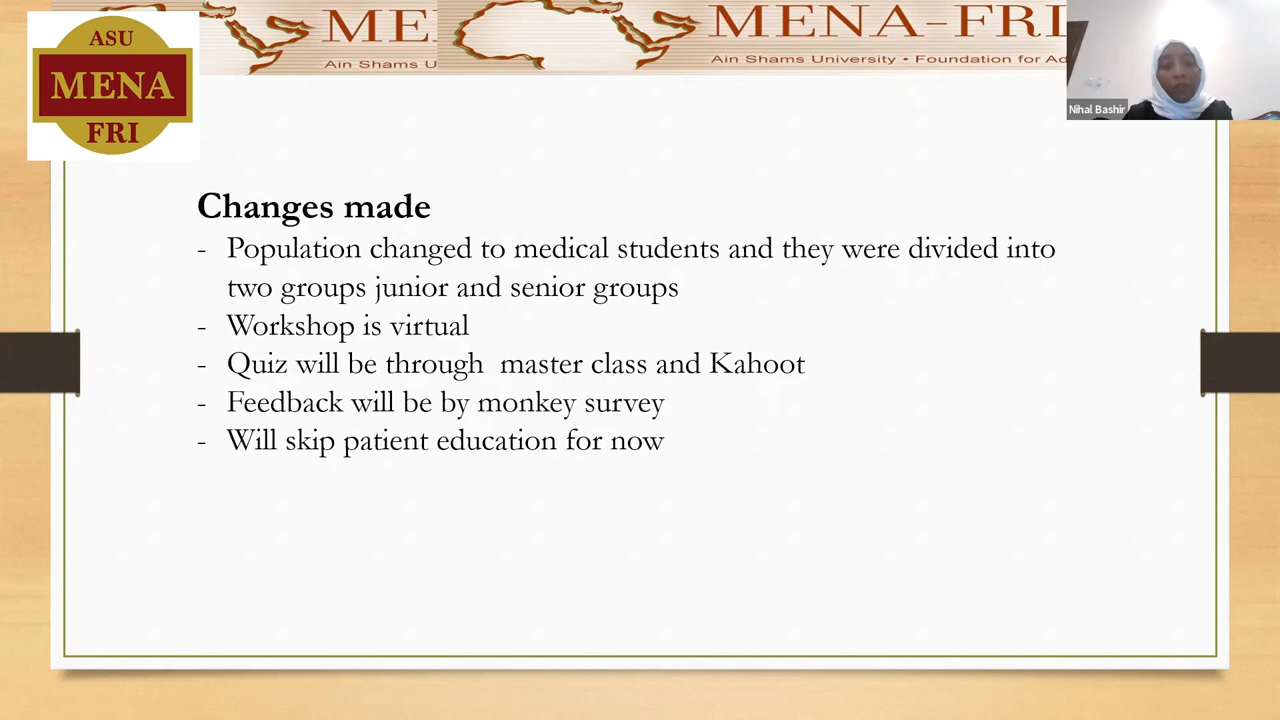 ASU
MENA
FRI
ME
Ain Shams U
MENA-FRI
Ain Shams University • Foundation for Ad
Nihal Bashir
Changes made
- Population changed to medical students and they were divided into
two groups junior and senior groups
- Workshop is virtual
- Quiz will be through  master class and Kahoot
- Feedback will be by monkey survey
- Will skip patient education for now